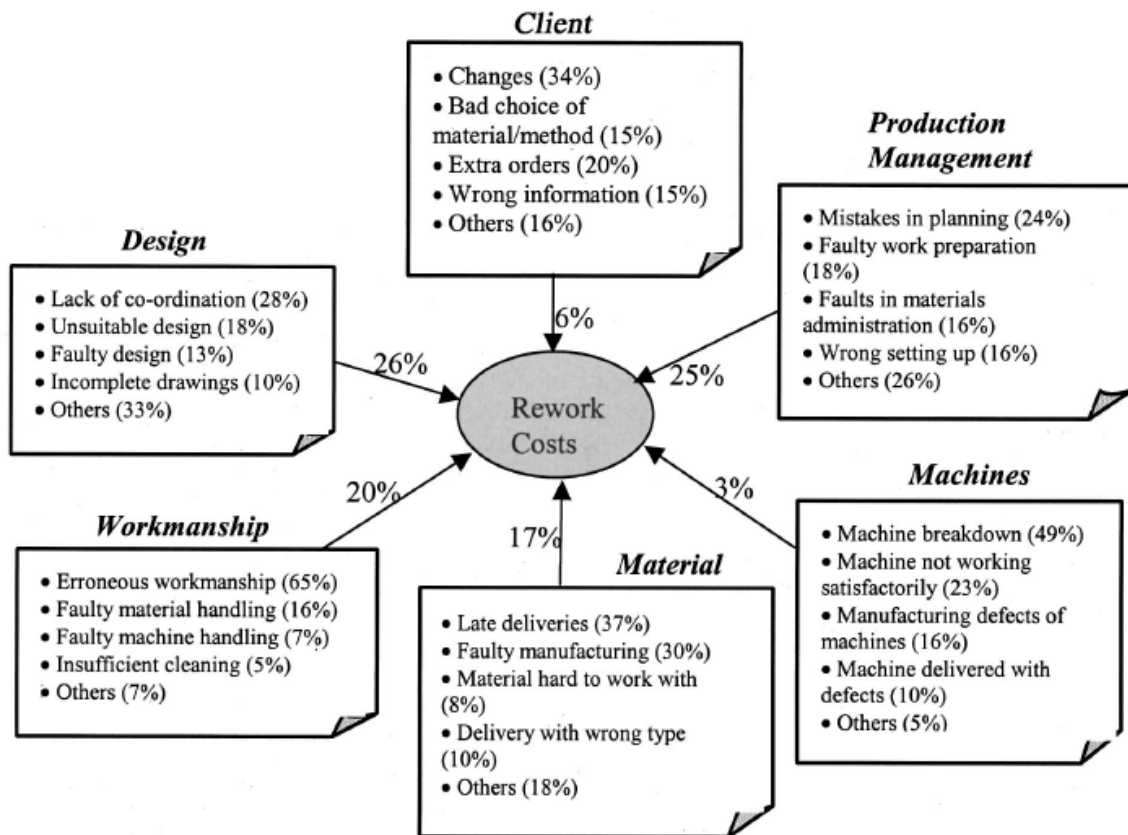 Client
• Changes (34%)
• Bad choice of
material/method (15%)
• Extra orders (20%)
• Wrong information (15%)
• Others (16%)
Production
Management
• Mistakes in planning (24%)
• Faulty work preparation
(18%)
• Faults in materials
administration (16%)
• Wrong setting up (16%)
• Others (26%)
Design
• Lack of co-ordination (28%)
• Unsuitable design (18%)
• Faulty design (13%)
• Incomplete drawings (10%)
• Others (33%)
6%
26%
25%
Rework
Costs
20%
17%
3%
Workmanship
• Erroneous workmanship (65%)
• Faulty material handling (16%)
• Faulty machine handling (7%)
• Insufficient cleaning (5%)
• Others (7%)
Material
• Late deliveries (37%)
• Faulty manufacturing (30%)
• Material hard to work with
(8%)
• Delivery with wrong type
(10%)
• Others (18%)
Machines
• Machine breakdown (49%)
• Machine not working
satisfactorily (23%)
• Manufacturing defects of
machines (16%)
• Machine delivered with
defects (10%)
• Others (5%)